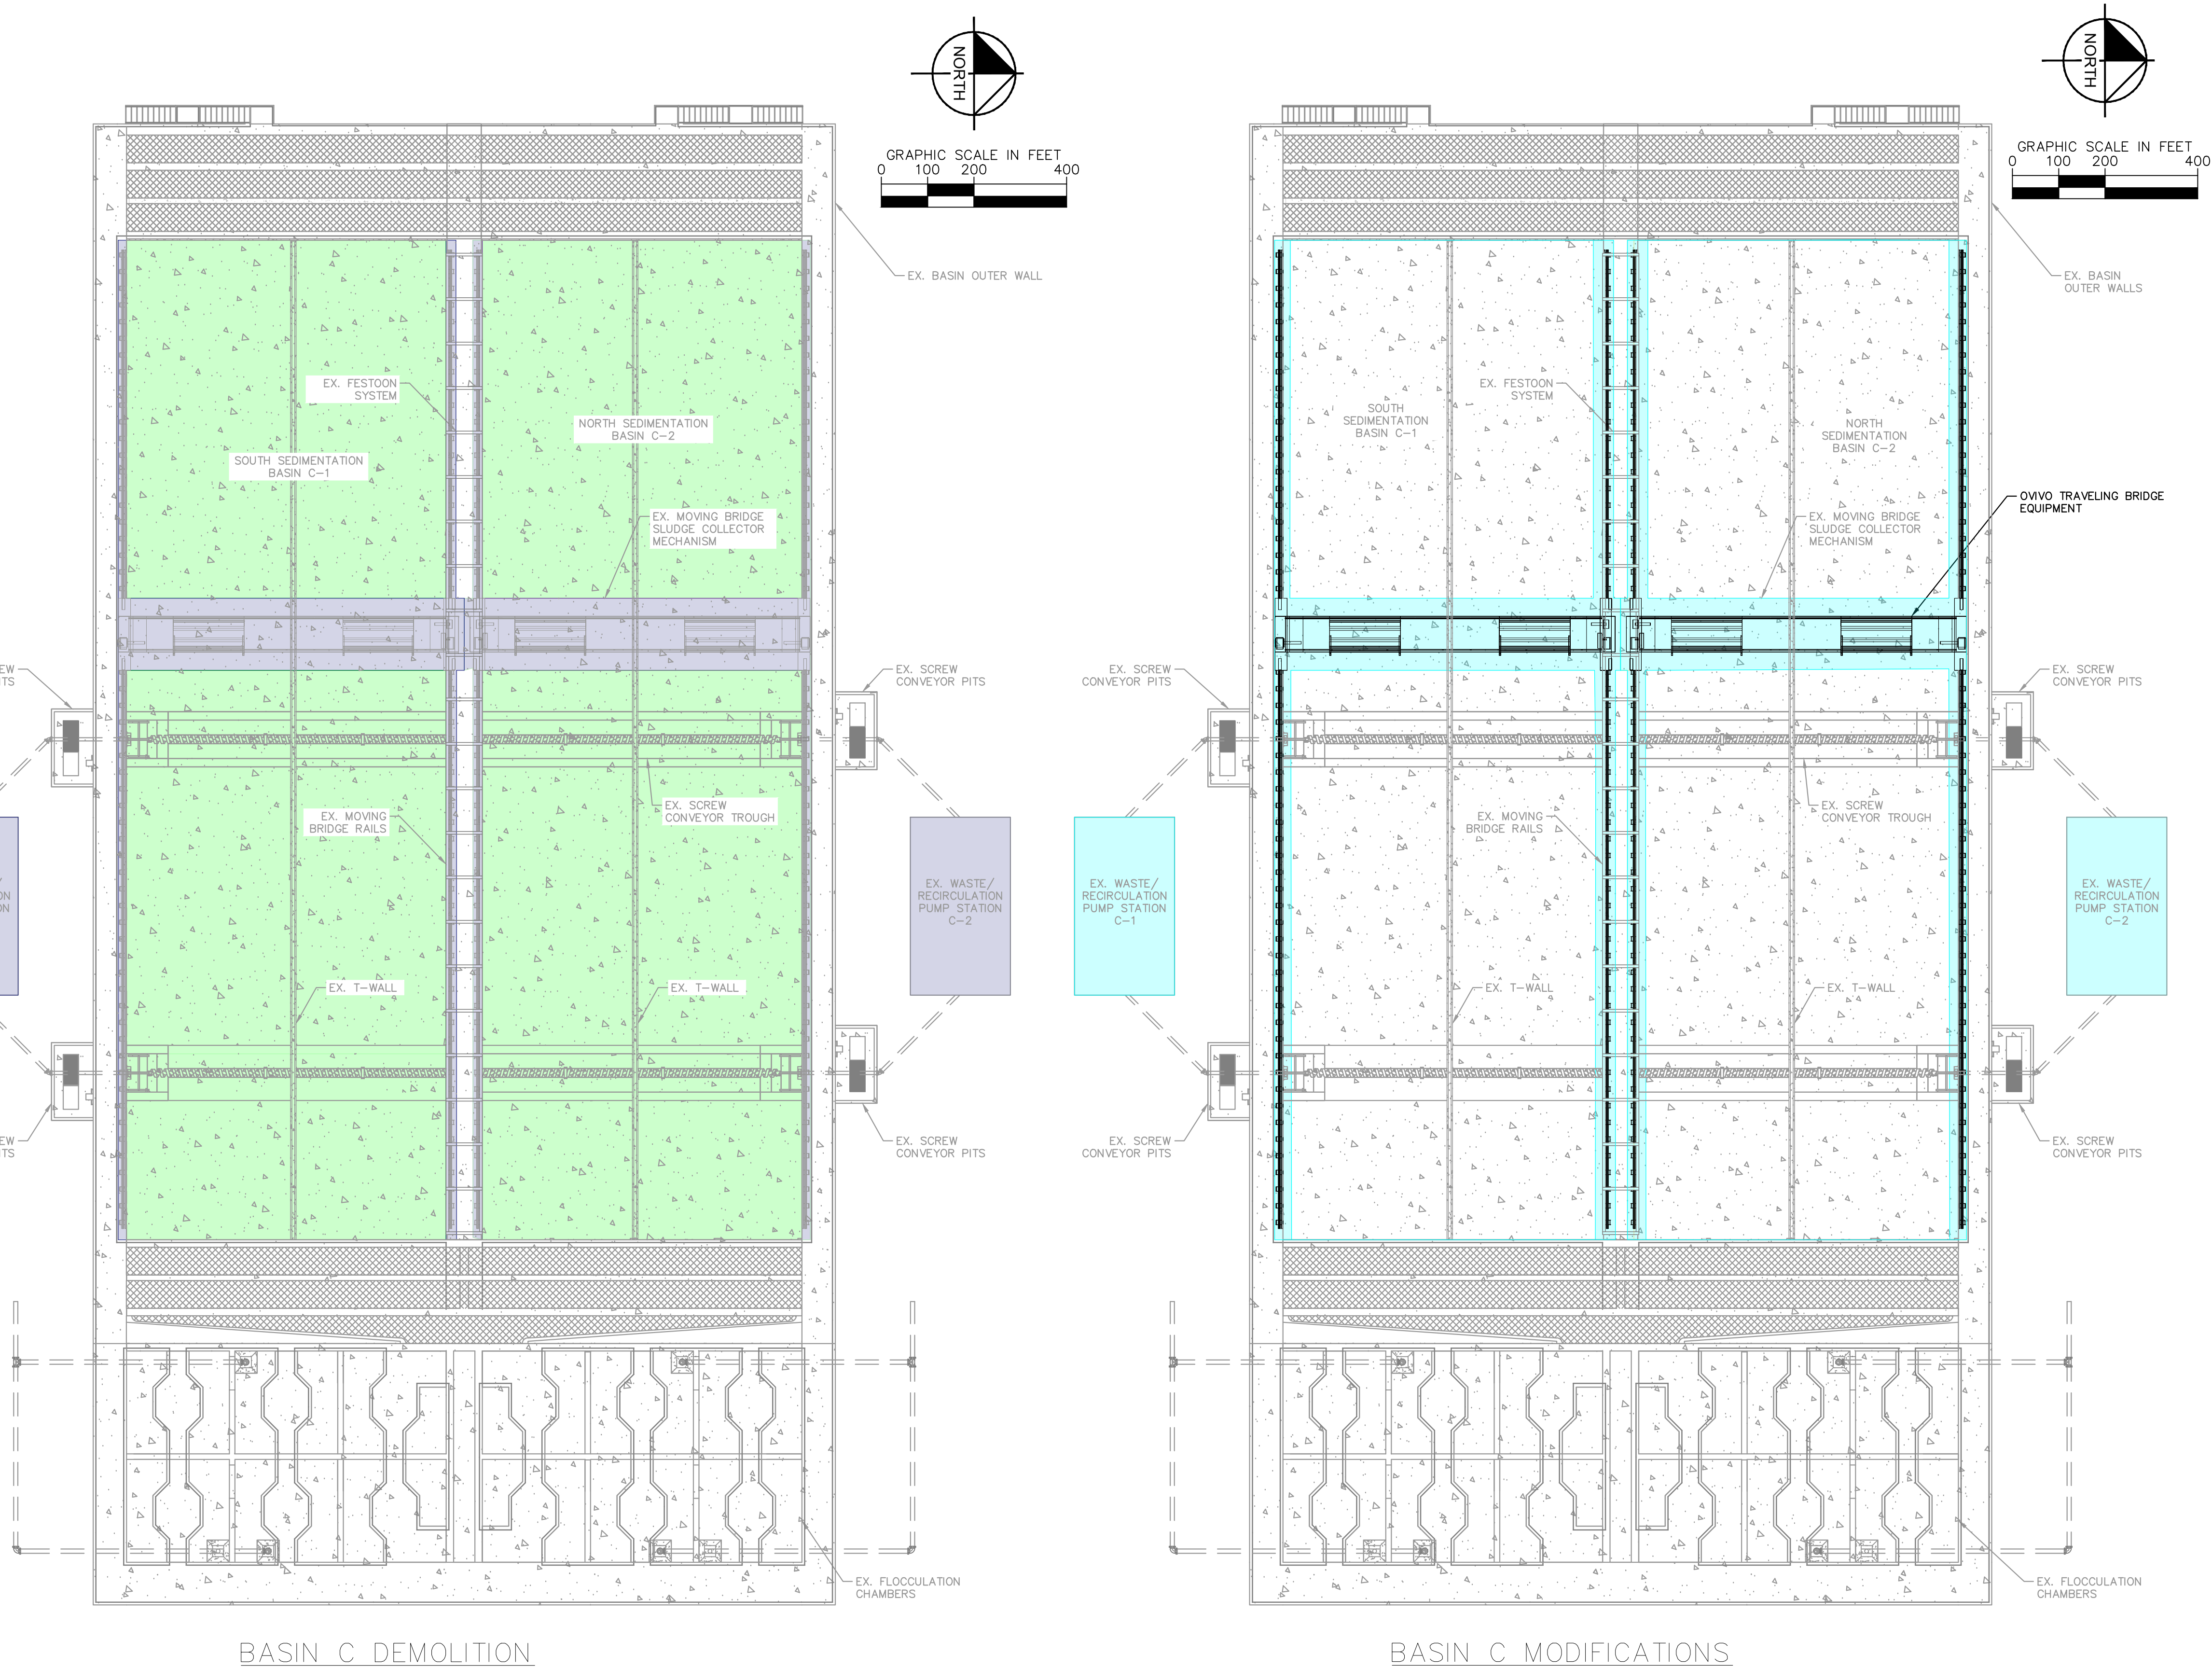 NORTH
GRAPHIC SCALE IN FEET
0 100 200 400
EX. BASIN OUTER WALL
EX. FESTOON
SYSTEM
NORTH SEDIMENTATION
BASIN C-2
SOUTH SEDIMENTATION
BASIN C-1
EX. MOVING BRIDGE
SLUDGE COLLECTOR
MECHANISM
EW
ITS
EX. SCREW
CONVEYOR PITS
EX. MOVING
BRIDGE RAILS
EX. SCREW
CONVEYOR TROUGH
ON
ON
EX. WASTE/
RECIRCULATION
PUMP STATION
C-2
EX. T-WALL
EX. T-WALL
EW
ITS
EX. SCREW
CONVEYOR PITS
EX. FLOCCULATION
CHAMBERS
BASIN C DEMOLITION
NORTH
GRAPHIC SCALE IN FEET
0 100 200 400
EX. BASIN
OUTER WALLS
EX. FESTOON
SYSTEM
SOUTH
SEDIMENTATION
BASIN C-1
NORTH
SEDIMENTATION
BASIN C-2
OVIVO TRAVELING BRIDGE
EQUIPMENT
EX. MOVING BRIDGE
SLUDGE COLLECTOR
MECHANISM
EX. SCREW
CONVEYOR PITS
EX. SCREW
CONVEYOR PITS
EX. MOVING
BRIDGE RAILS
EX. SCREW
CONVEYOR TROUGH
EX. WASTE/
RECIRCULATION
PUMP STATION
C-1
EX. WASTE/
RECIRCULATION
PUMP STATION
C-2
EX. T-WALL
EX. T-WALL
EX. SCREW
CONVEYOR PITS
EX. SCREW
CONVEYOR PITS
EX. FLOCCULATION
CHAMBERS
BASIN C MODIFICATIONS